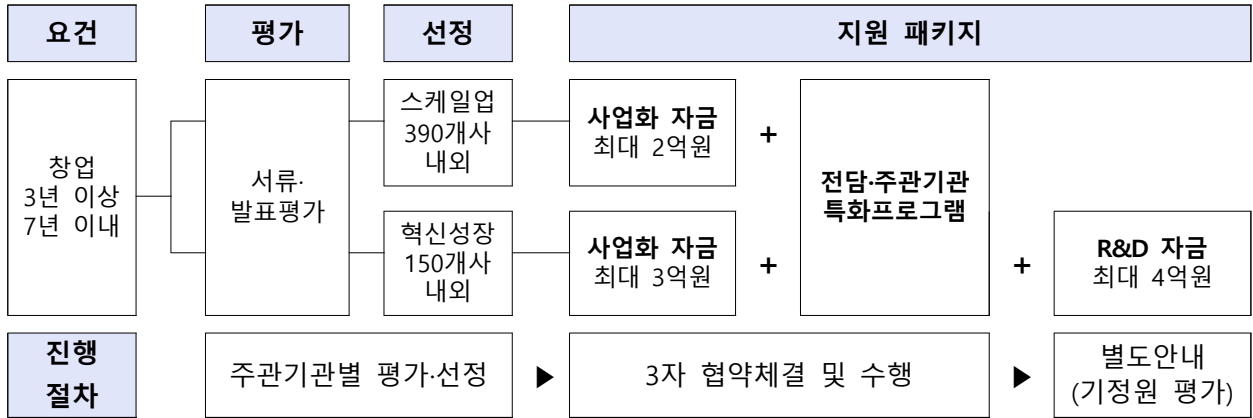 요건
평가
선정
지원 패키지
창업
3년 이상
7년 이내
서류·
발표평가
스케일업
390개사
내외
사업화 자금
최대 2억원
+
혁신성장
150개사
내외
사업화 자금
최대 3억원
+
전담·주관기관
특화프로그램
+
R&D 자금
최대 4억원
진행
절차
주관기관별 평가·선정
▶
3자 협약체결 및 수행
▶
별도안내
(기정원 평가)